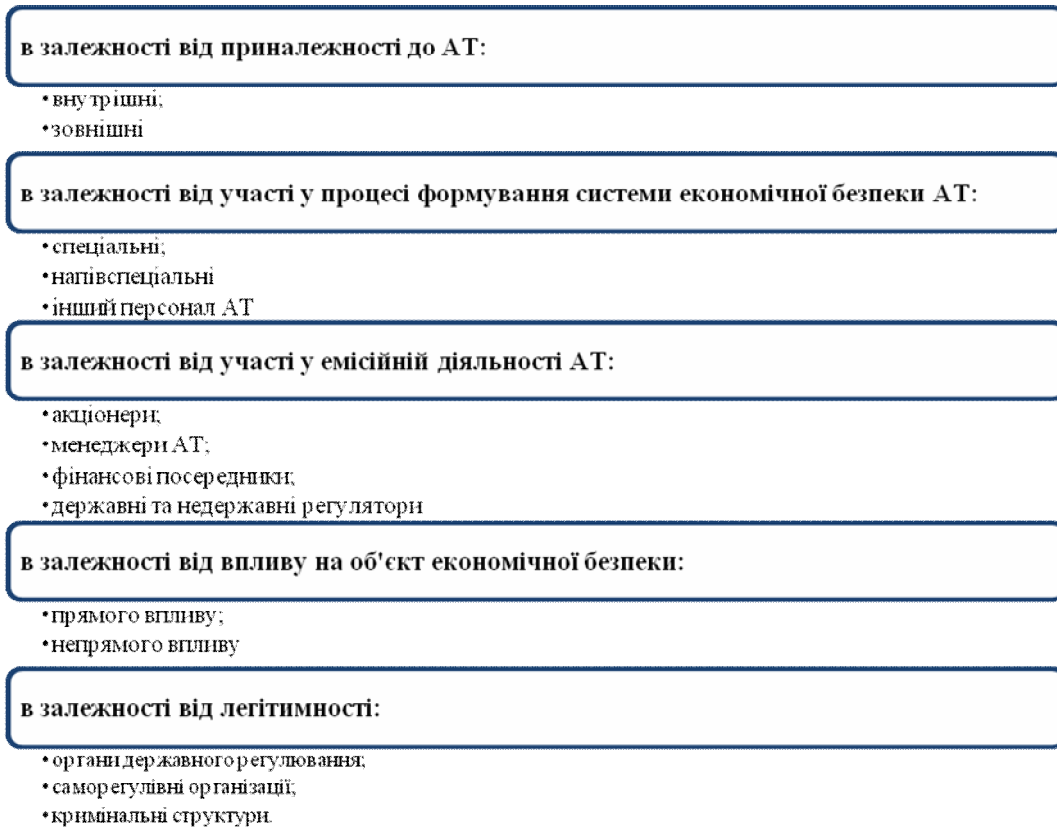 в залежності від приналежності до АТ:
•внутрішні;
•зовнішні
в залежності від участі у процесі формування системи економічної безпеки АТ:
•спеціальні;
•напівспеціальні
•інший персонал АТ
в залежності від участі у емісійній діяльності АТ:
•акціонери;
•менеджери АТ;
•фінансові посередники;
•державні та недержавні регулятори
в залежності від впливу на об'єкт економічної безпеки:
•прямого впливу;
•непрямого впливу
в залежності від легітимності:
•органи державного регулювання;
•саморегулівні організації;
•кримінальні структури.